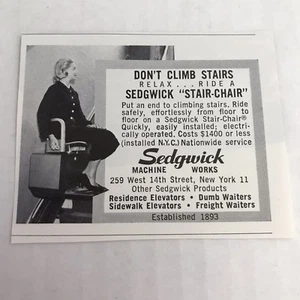 DON'T CLIMB STAIRS
RELAX...RIDE A
SEDGWICK "STAIR-CHAIR"
Put an end to climbing stairs. Ride
safely, effortlessly from floor to
floor on a Sedgwick Stair-Chair®
Quickly, easily installed; electri-
cally operated. Costs $1400 or less
(installed N.Y.C.) Nationwide service
Sedgwick
MACHINE WORKS
259 West 14th Street, New York 11
Other Sedgwick Products
Residence Elevators • Dumb Waiters
Sidewalk Elevators • Freight Waiters
Established 1893